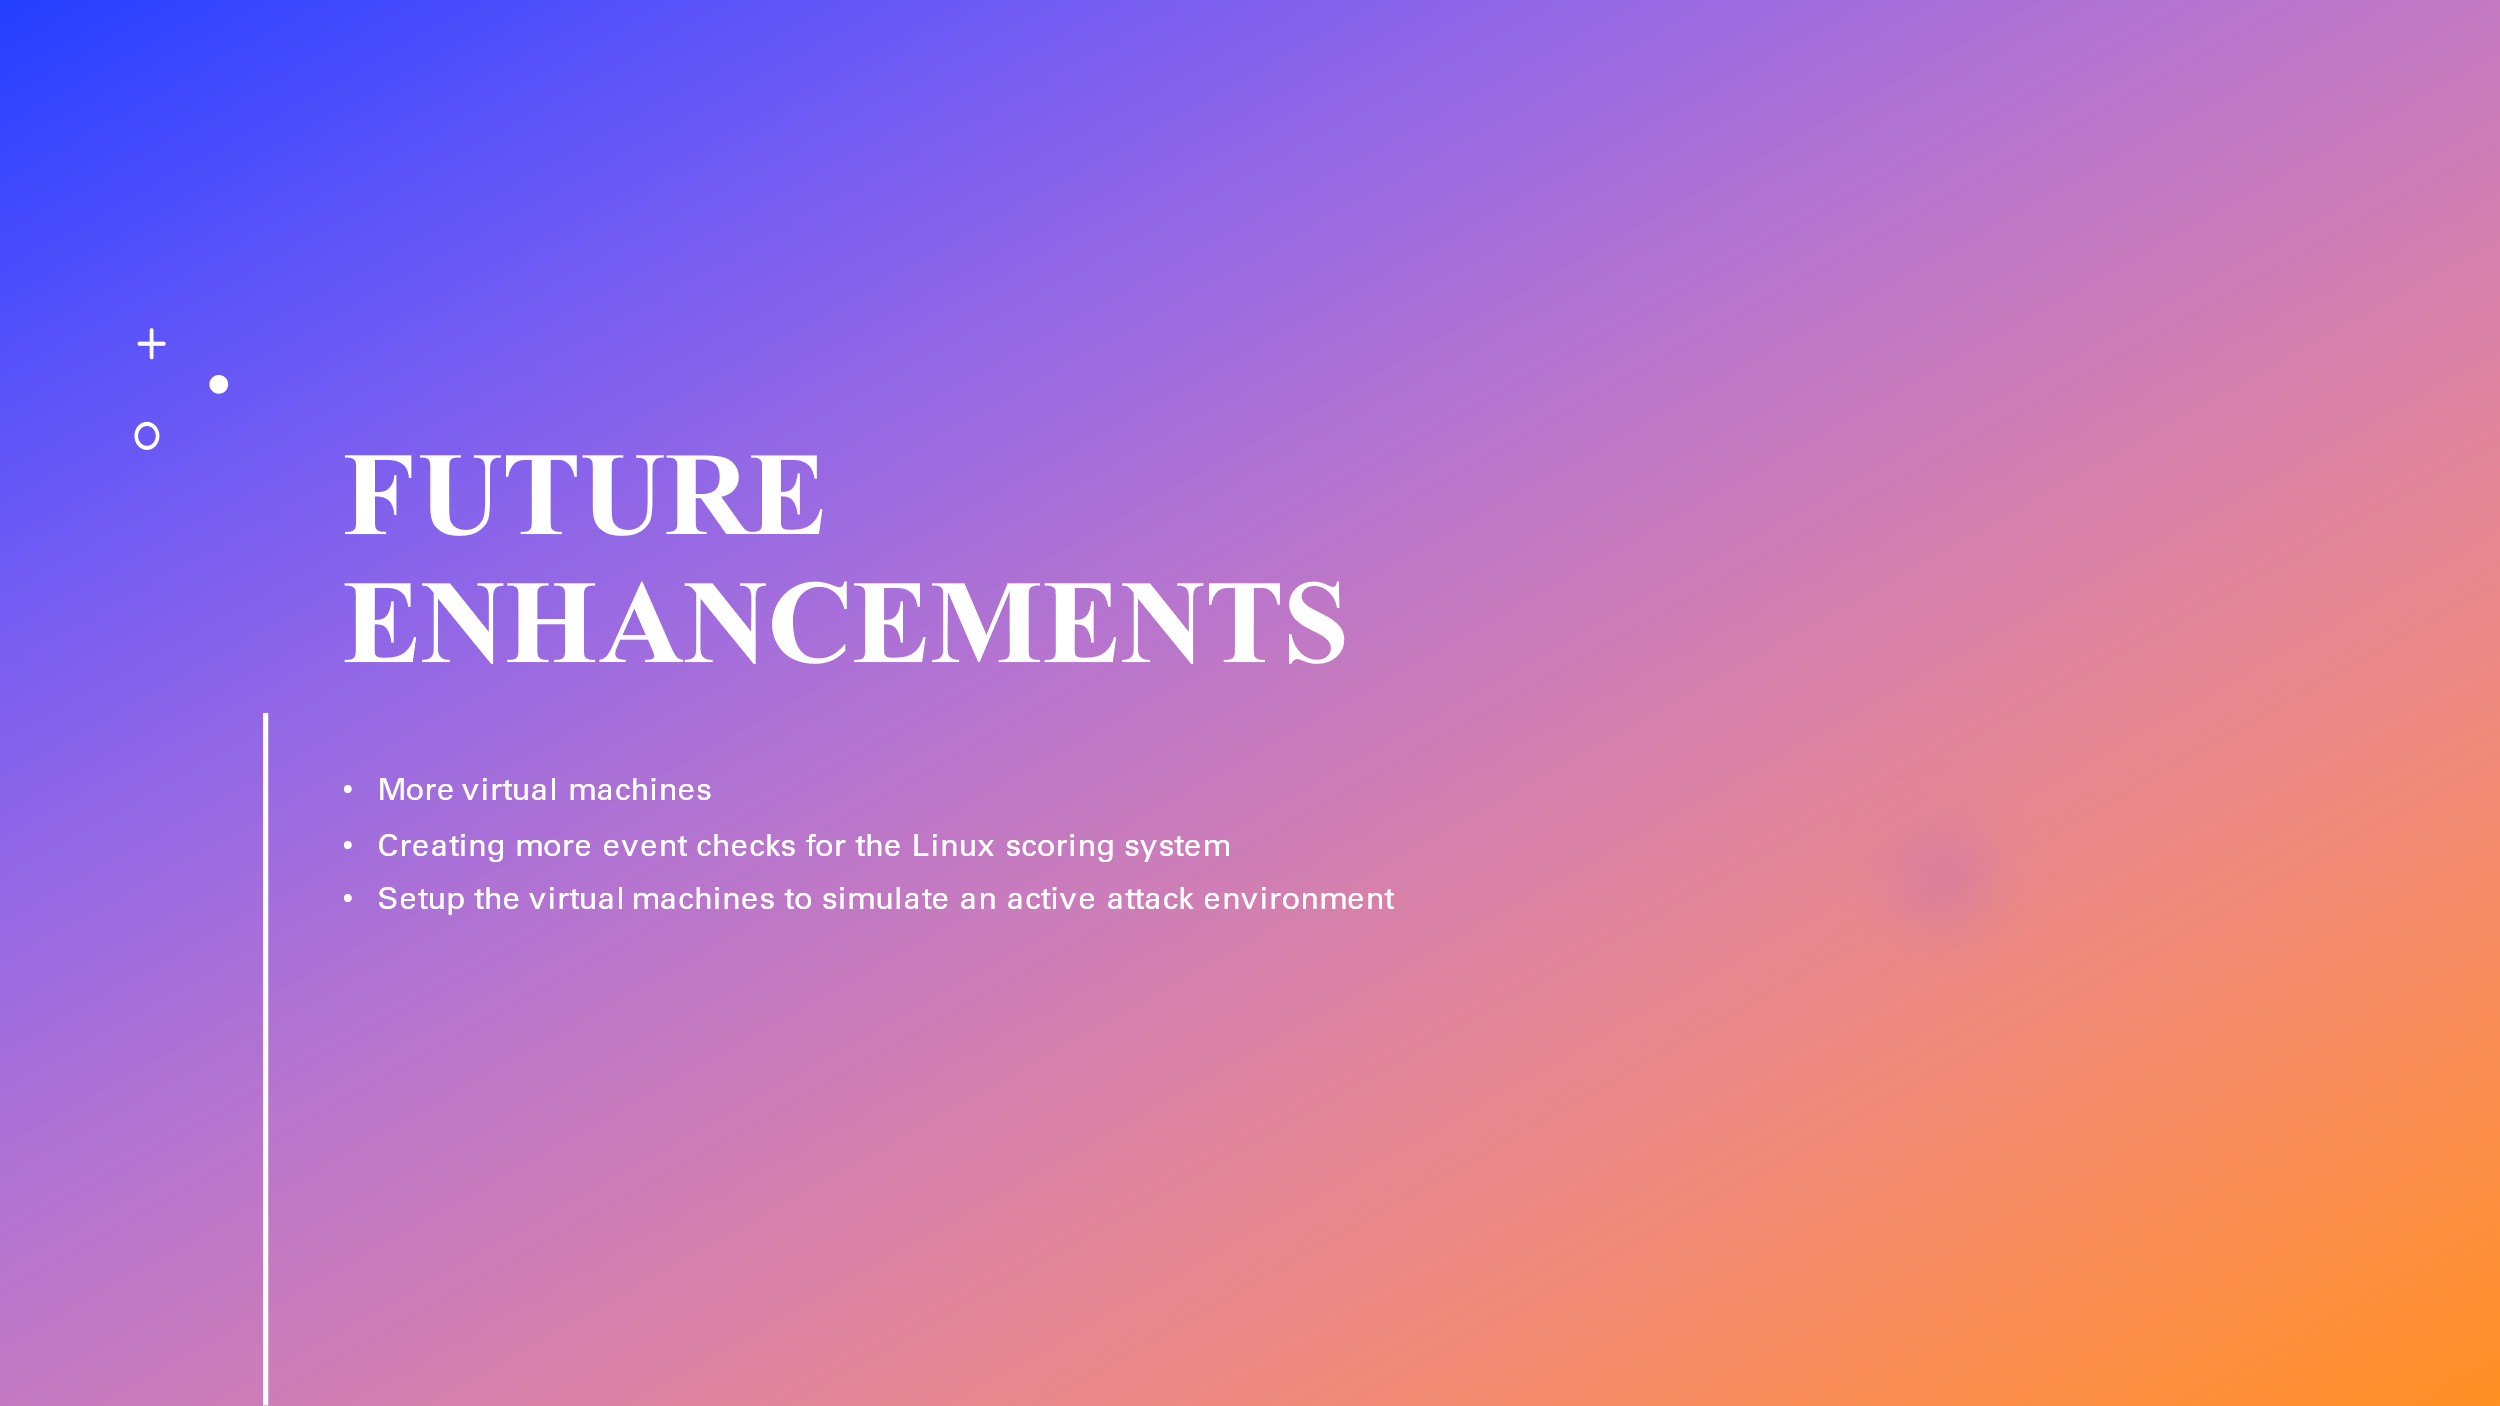 FUTURE
ENHANCEMENTS
• More virtual machines
• Creating more event checks for the Linux scoring system
• Setup the virtual machines to simulate an active attack environment